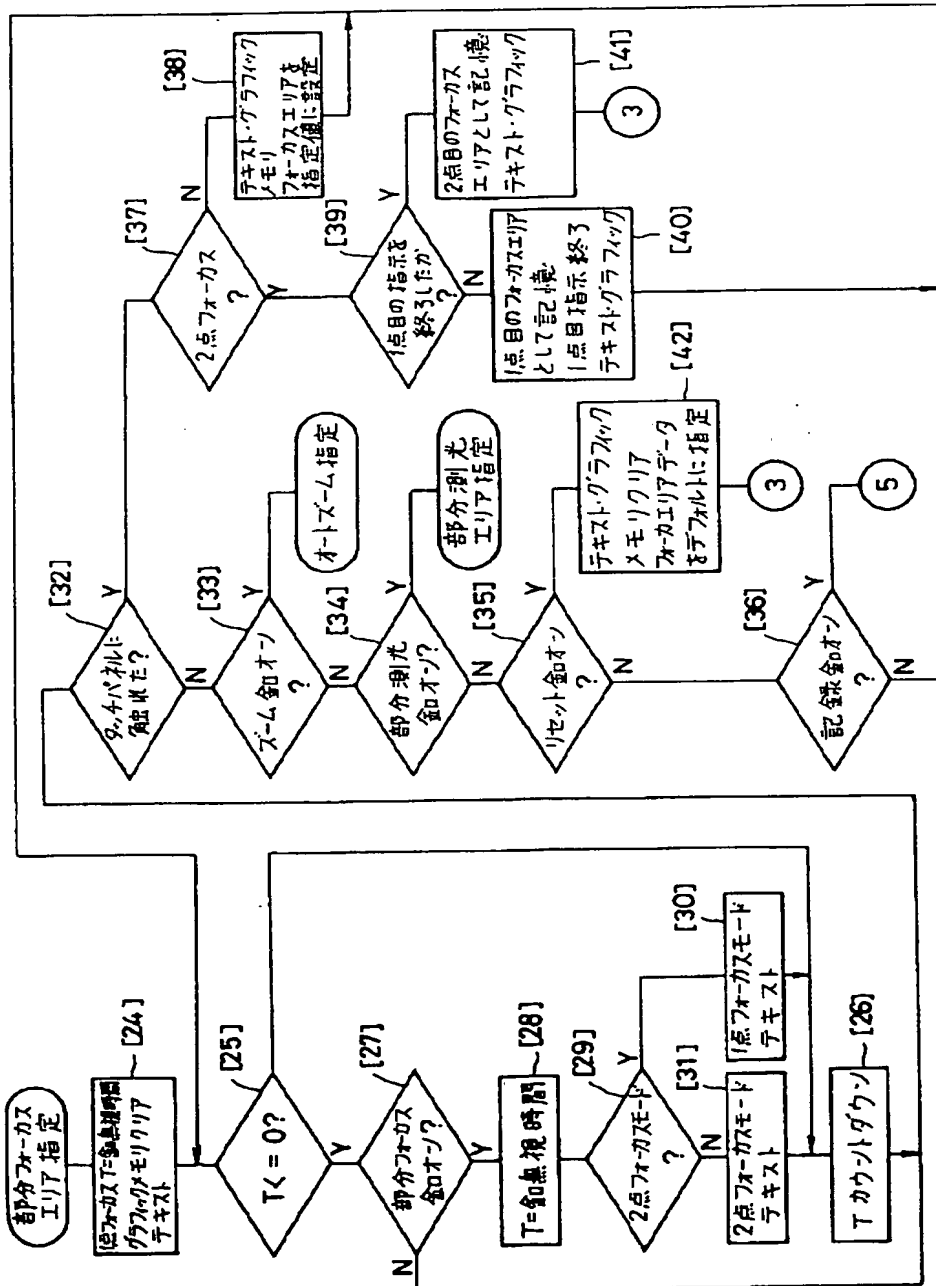 部分フォーカス
エリア指定
[24]
1点フォーカス T=釦無視時間
グラフィックメモリクリア
テキスト
[25]
T<=0?
Y
[27]
部分フォーカス
釦オン?
N
Y
[28]
T=釦無視時間
[29]
2点フォーカスモード
?
Y
N
[30]
1点フォーカスモード
テキスト
[31]
2点フォーカスモード
テキスト
[26]
Tカウントダウン
[32]
タッチパネルに
触れた?
Y
N
[33]
ズーム釦オン
?
Y
N
オートズーム指定
[34]
部分測光
釦オン?
Y
N
部分測光
エリア指定
[35]
リセット釦オン
?
Y
N
[42]
テキスト・グラフィック
メモリクリア
フォーカエリアデータ
をデフォルトに指定
3
[36]
記録釦オン
?
Y
N
5
[37]
2点フォーカス
?
N
Y
[38]
テキスト・グラフィック
メモリ
フォーカスエリアを
指定値に設定
[39]
1点目の指示を
終了したか
?
Y
N
[41]
2点目のフォーカス
エリアとして記憶
テキスト・グラフィック
3
[40]
1点目のフォーカスエリア
として記憶
1点目指示終了
テキスト・グラフィック